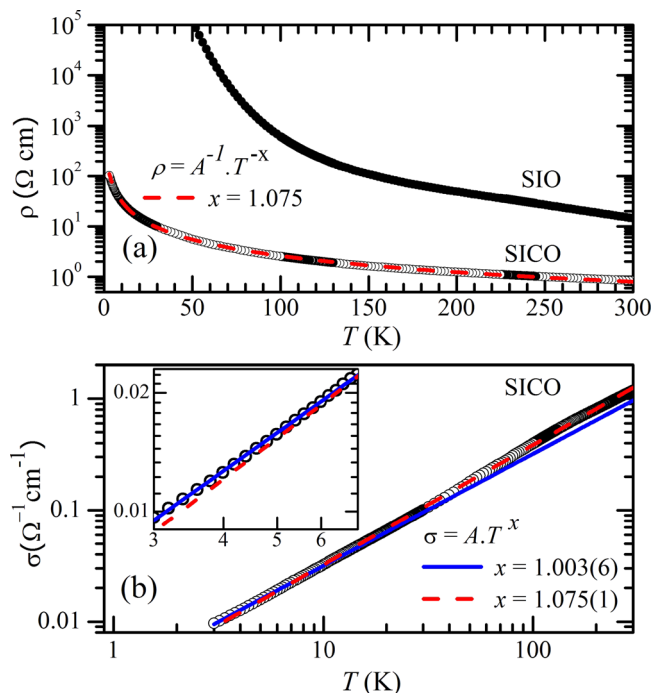 10^5
10^4
10^3
10^2
10^1
10^0
ρ (Ω cm)
ρ = A^-1 . T^-x
x = 1.075
SIO
(a)
SICO
0 50 100 150 200 250 300
T (K)
SICO
0.02
0.01
3 4 5 6
1
0.1
0.01
σ(Ω^-1cm^-1)
σ = A.T^x
x = 1.003(6)
x = 1.075(1)
(b)
1 10 100
T (K)